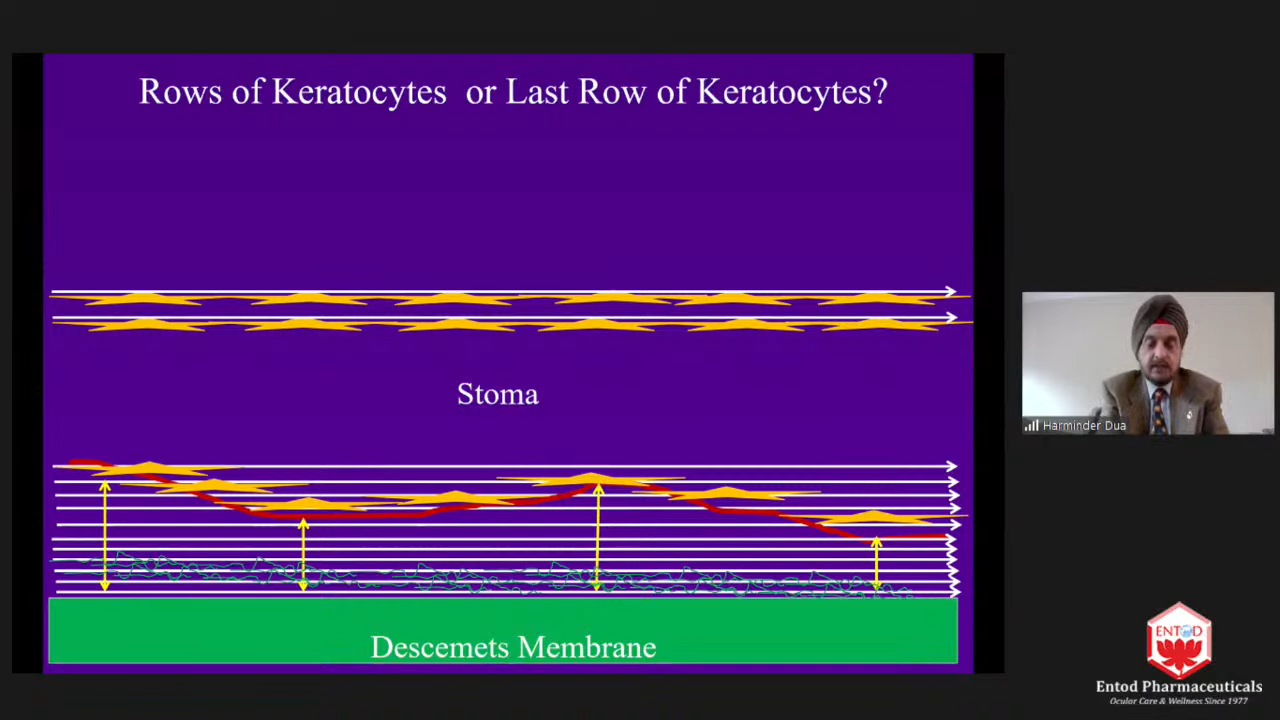 Rows of Keratocytes or Last Row of Keratocytes?
Stoma
Descemets Membrane
Harminder Dua
ENTOD
Entod Pharmaceuticals
Ocular Care & Wellness Since 1977